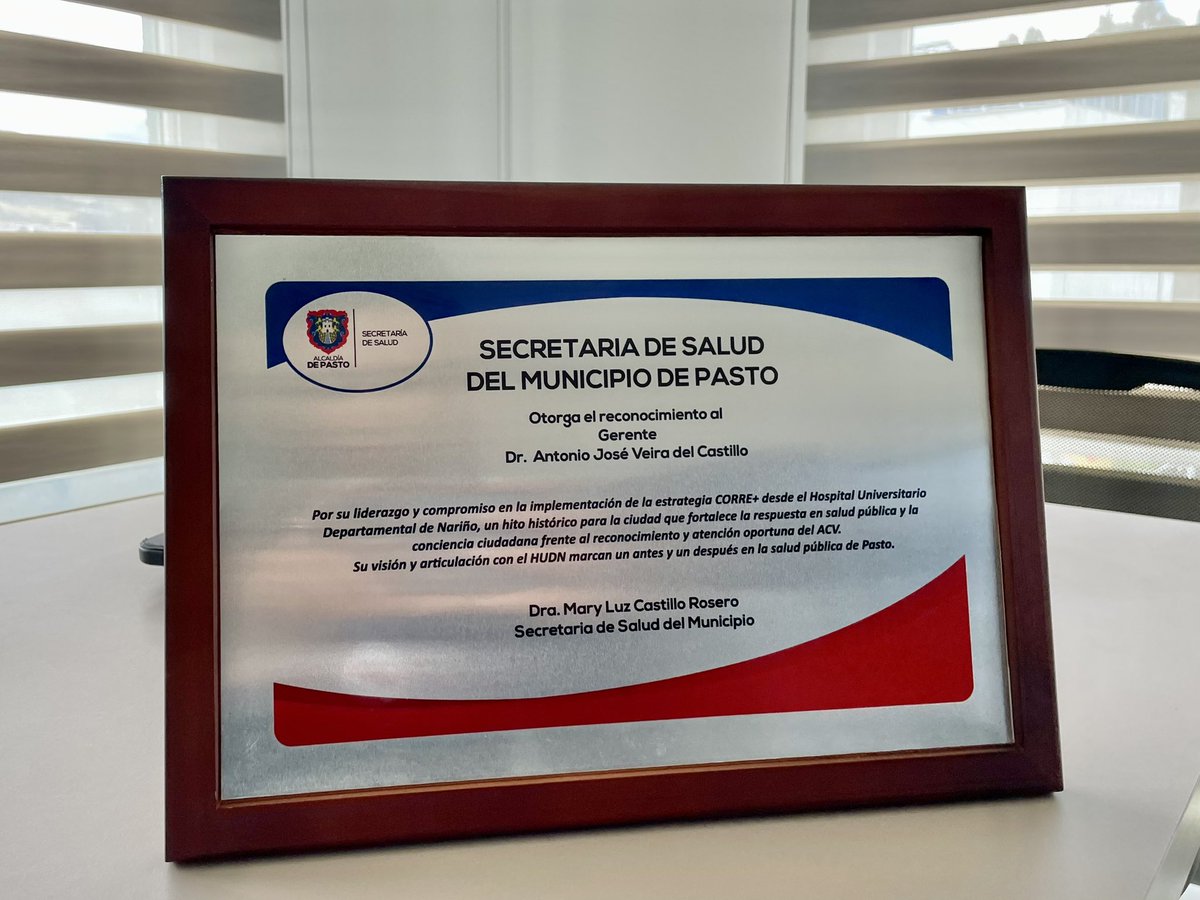 ALCALDÍA
DE PASTO
SECRETARÍA
DE SALUD
SECRETARIA DE SALUD
DEL MUNICIPIO DE PASTO
Otorga el reconocimiento al
Gerente
Dr. Antonio José Veira del Castillo
Por su liderazgo y compromiso en la implementación de la estrategia CORRE+ desde el Hospital Universitario
Departamental de Nariño, un hito histórico para la ciudad que fortalece la respuesta en salud pública y la
conciencia ciudadana frente al reconocimiento y atención oportuna del ACV.
Su visión y articulación con el HUDN marcan un antes y un después en la salud pública de Pasto.
Dra. Mary Luz Castillo Rosero
Secretaria de Salud del Municipio